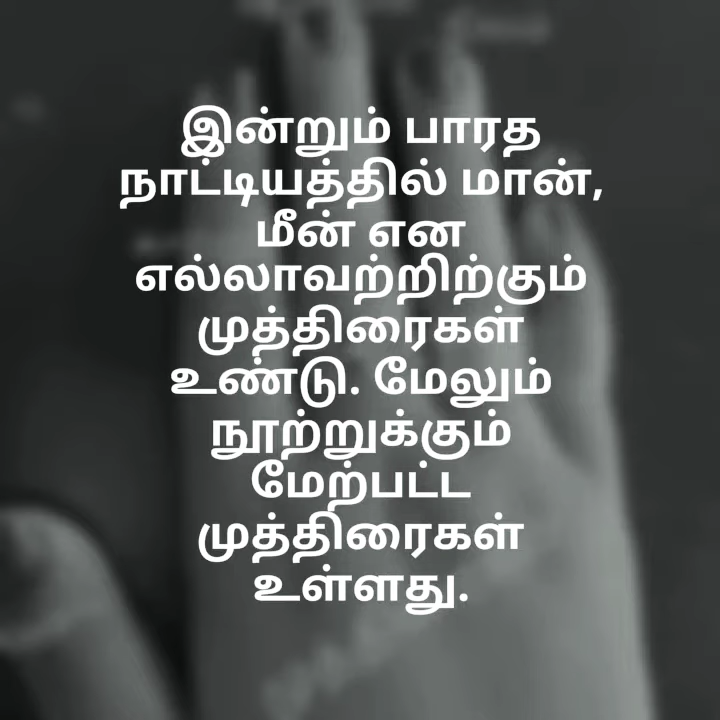 இன்றும் பாரத
நாட்டியத்தில் மான்,
மீன் என
எல்லாவற்றிற்கும்
முத்திரைகள்
உண்டு. மேலும்
நூற்றுக்கும்
மேற்பட்ட
முத்திரைகள்
உள்ளது.